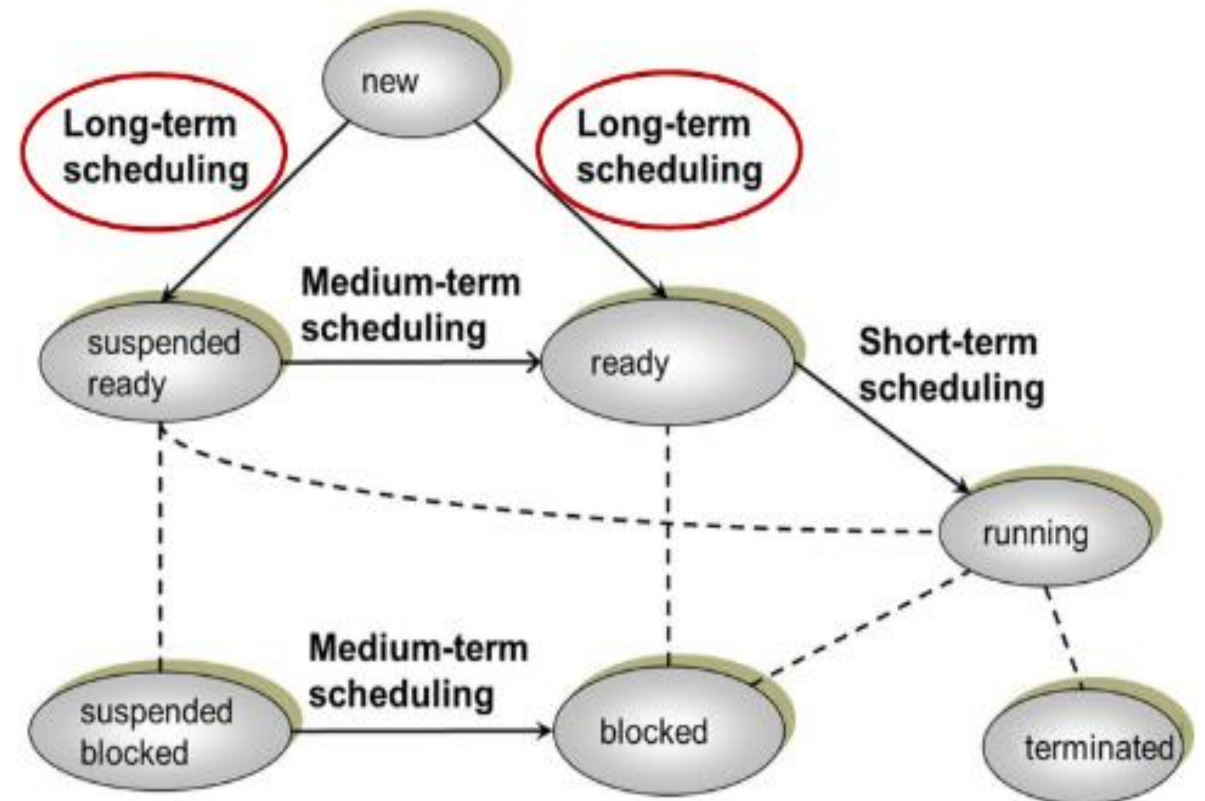 new
Long-term
scheduling
Long-term
scheduling
Medium-term
scheduling
suspended
ready
ready
Short-term
scheduling
running
Medium-term
scheduling
suspended
blocked
blocked
terminated